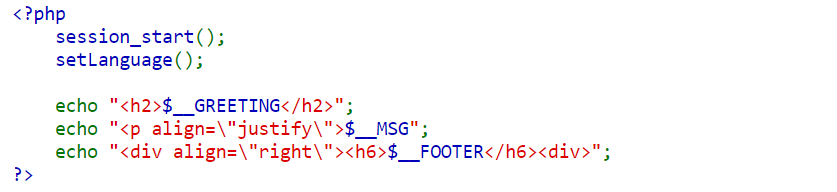 <?php
session_start();
setLanguage();
echo "<h2>$__GREETING</h2>";
echo "<p align=\"justify\">$__MSG";
echo "<div align=\"right\"><h6>$__FOOTER</h6><div>";
?>